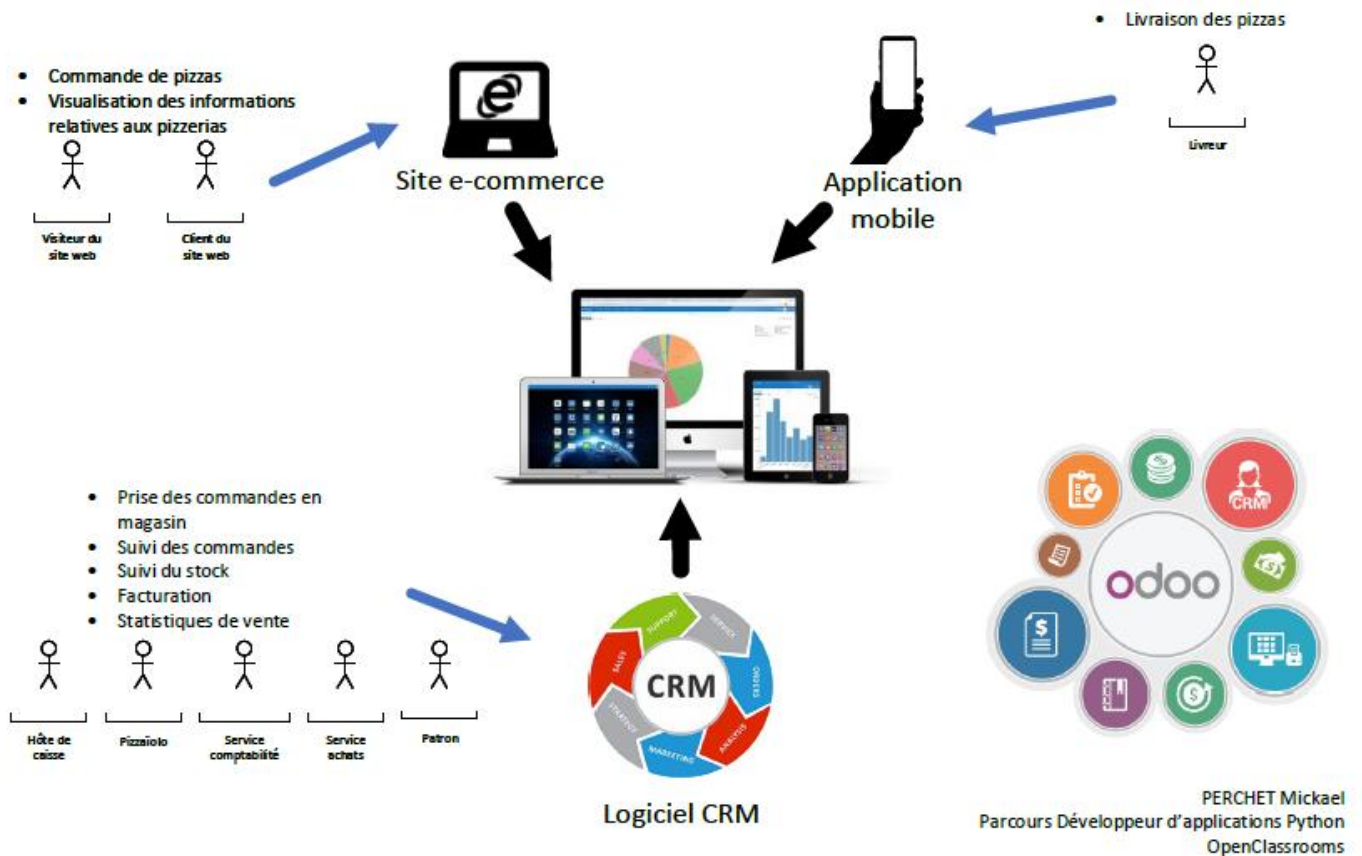 • Livraison des pizzas
Livreur
• Commande de pizzas
• Visualisation des informations
relatives aux pizzerias
Visiteur du
site web
Client du
site web
Site e-commerce
Application
mobile
• Prise des commandes en
magasin
• Suivi des commandes
• Suivi du stock
• Facturation
• Statistiques de vente
Hôte de
caisse
Pizzaïolo
Service
comptabilité
Service
achats
Patron
SUPPORT
SERVICE
ORDERS
ANALYSIS
MARKETING
STRATEGY
SALES
CRM
Logiciel CRM
CRM
odoo
$
PERCHET Mickael
Parcours Développeur d'applications Python
OpenClassrooms